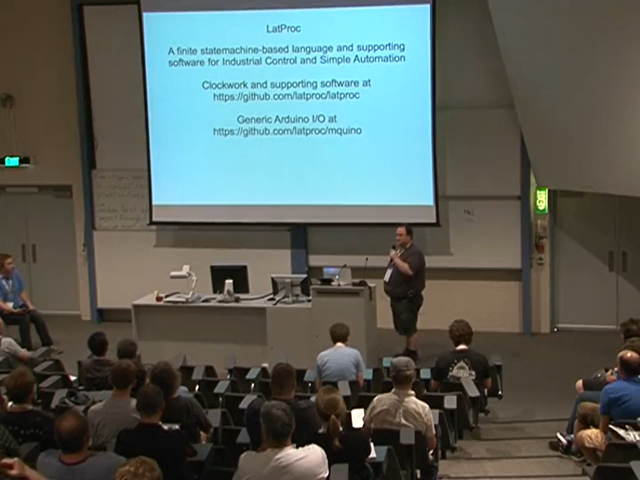 LatProc
A finite statemachine-based language and supporting
software for Industrial Control and Simple Automation
Clockwork and supporting software at
https://github.com/latproc/latproc
Generic Arduino I/O at
https://github.com/latproc/mquino
EXIT